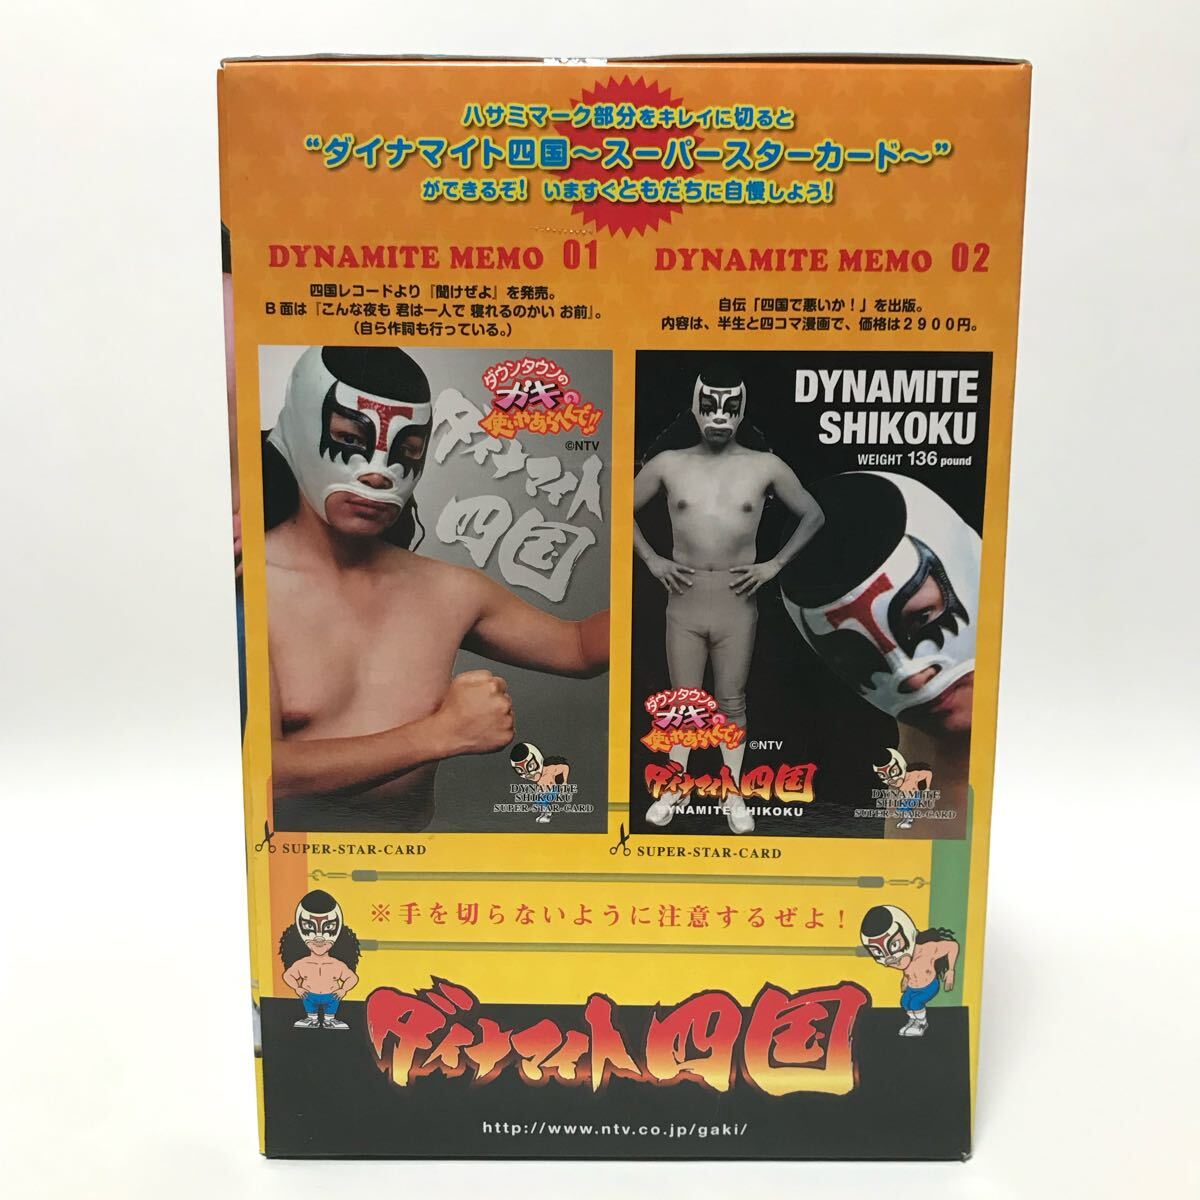 ハサミマーク部分をキレイに切ると
“ダイナマイト四国〜スーパースターカード〜”
ができるぞ! いますぐともだちに自慢しよう!
DYNAMITE MEMO 01
四国レコードより『聞けぜよ』を発売。
B面は『こんな夜も 君は一人で 寝れるのかい お前』。
(自ら作詞も行っている。)
ダウンタウンの
ガキの
使いやあらへんで!!
©NTV
ダイナマイト
四国
DYNAMITE
SHIKOKU
SUPER-STAR-CARD
SUPER-STAR-CARD
DYNAMITE MEMO 02
自伝「四国で悪いか!」を出版。
内容は、半生と四コマ漫画で、価格は2900円。
DYNAMITE
SHIKOKU
WEIGHT 136 pound
ダウンタウンの
ガキの
使いやあらへんで!!
©NTV
ダイナマイト四国
DYNAMITE SHIKOKU
DYNAMITE
SHIKOKU
SUPER-STAR-CARD
SUPER-STAR-CARD
※手を切らないように注意するぜよ!
ダイナマイト四国
http://www.ntv.co.jp/gaki/